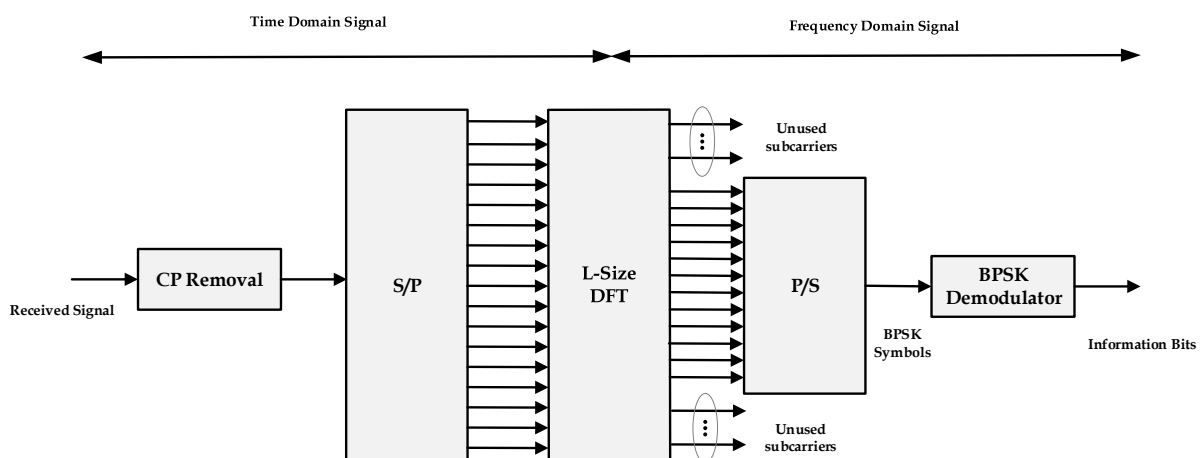 Time Domain Signal
Frequency Domain Signal
Unused
subcarriers
CP Removal
S/P
L-Size
DFT
P/S
BPSK
Demodulator
Received Signal
BPSK
Symbols
Information Bits
Unused
subcarriers